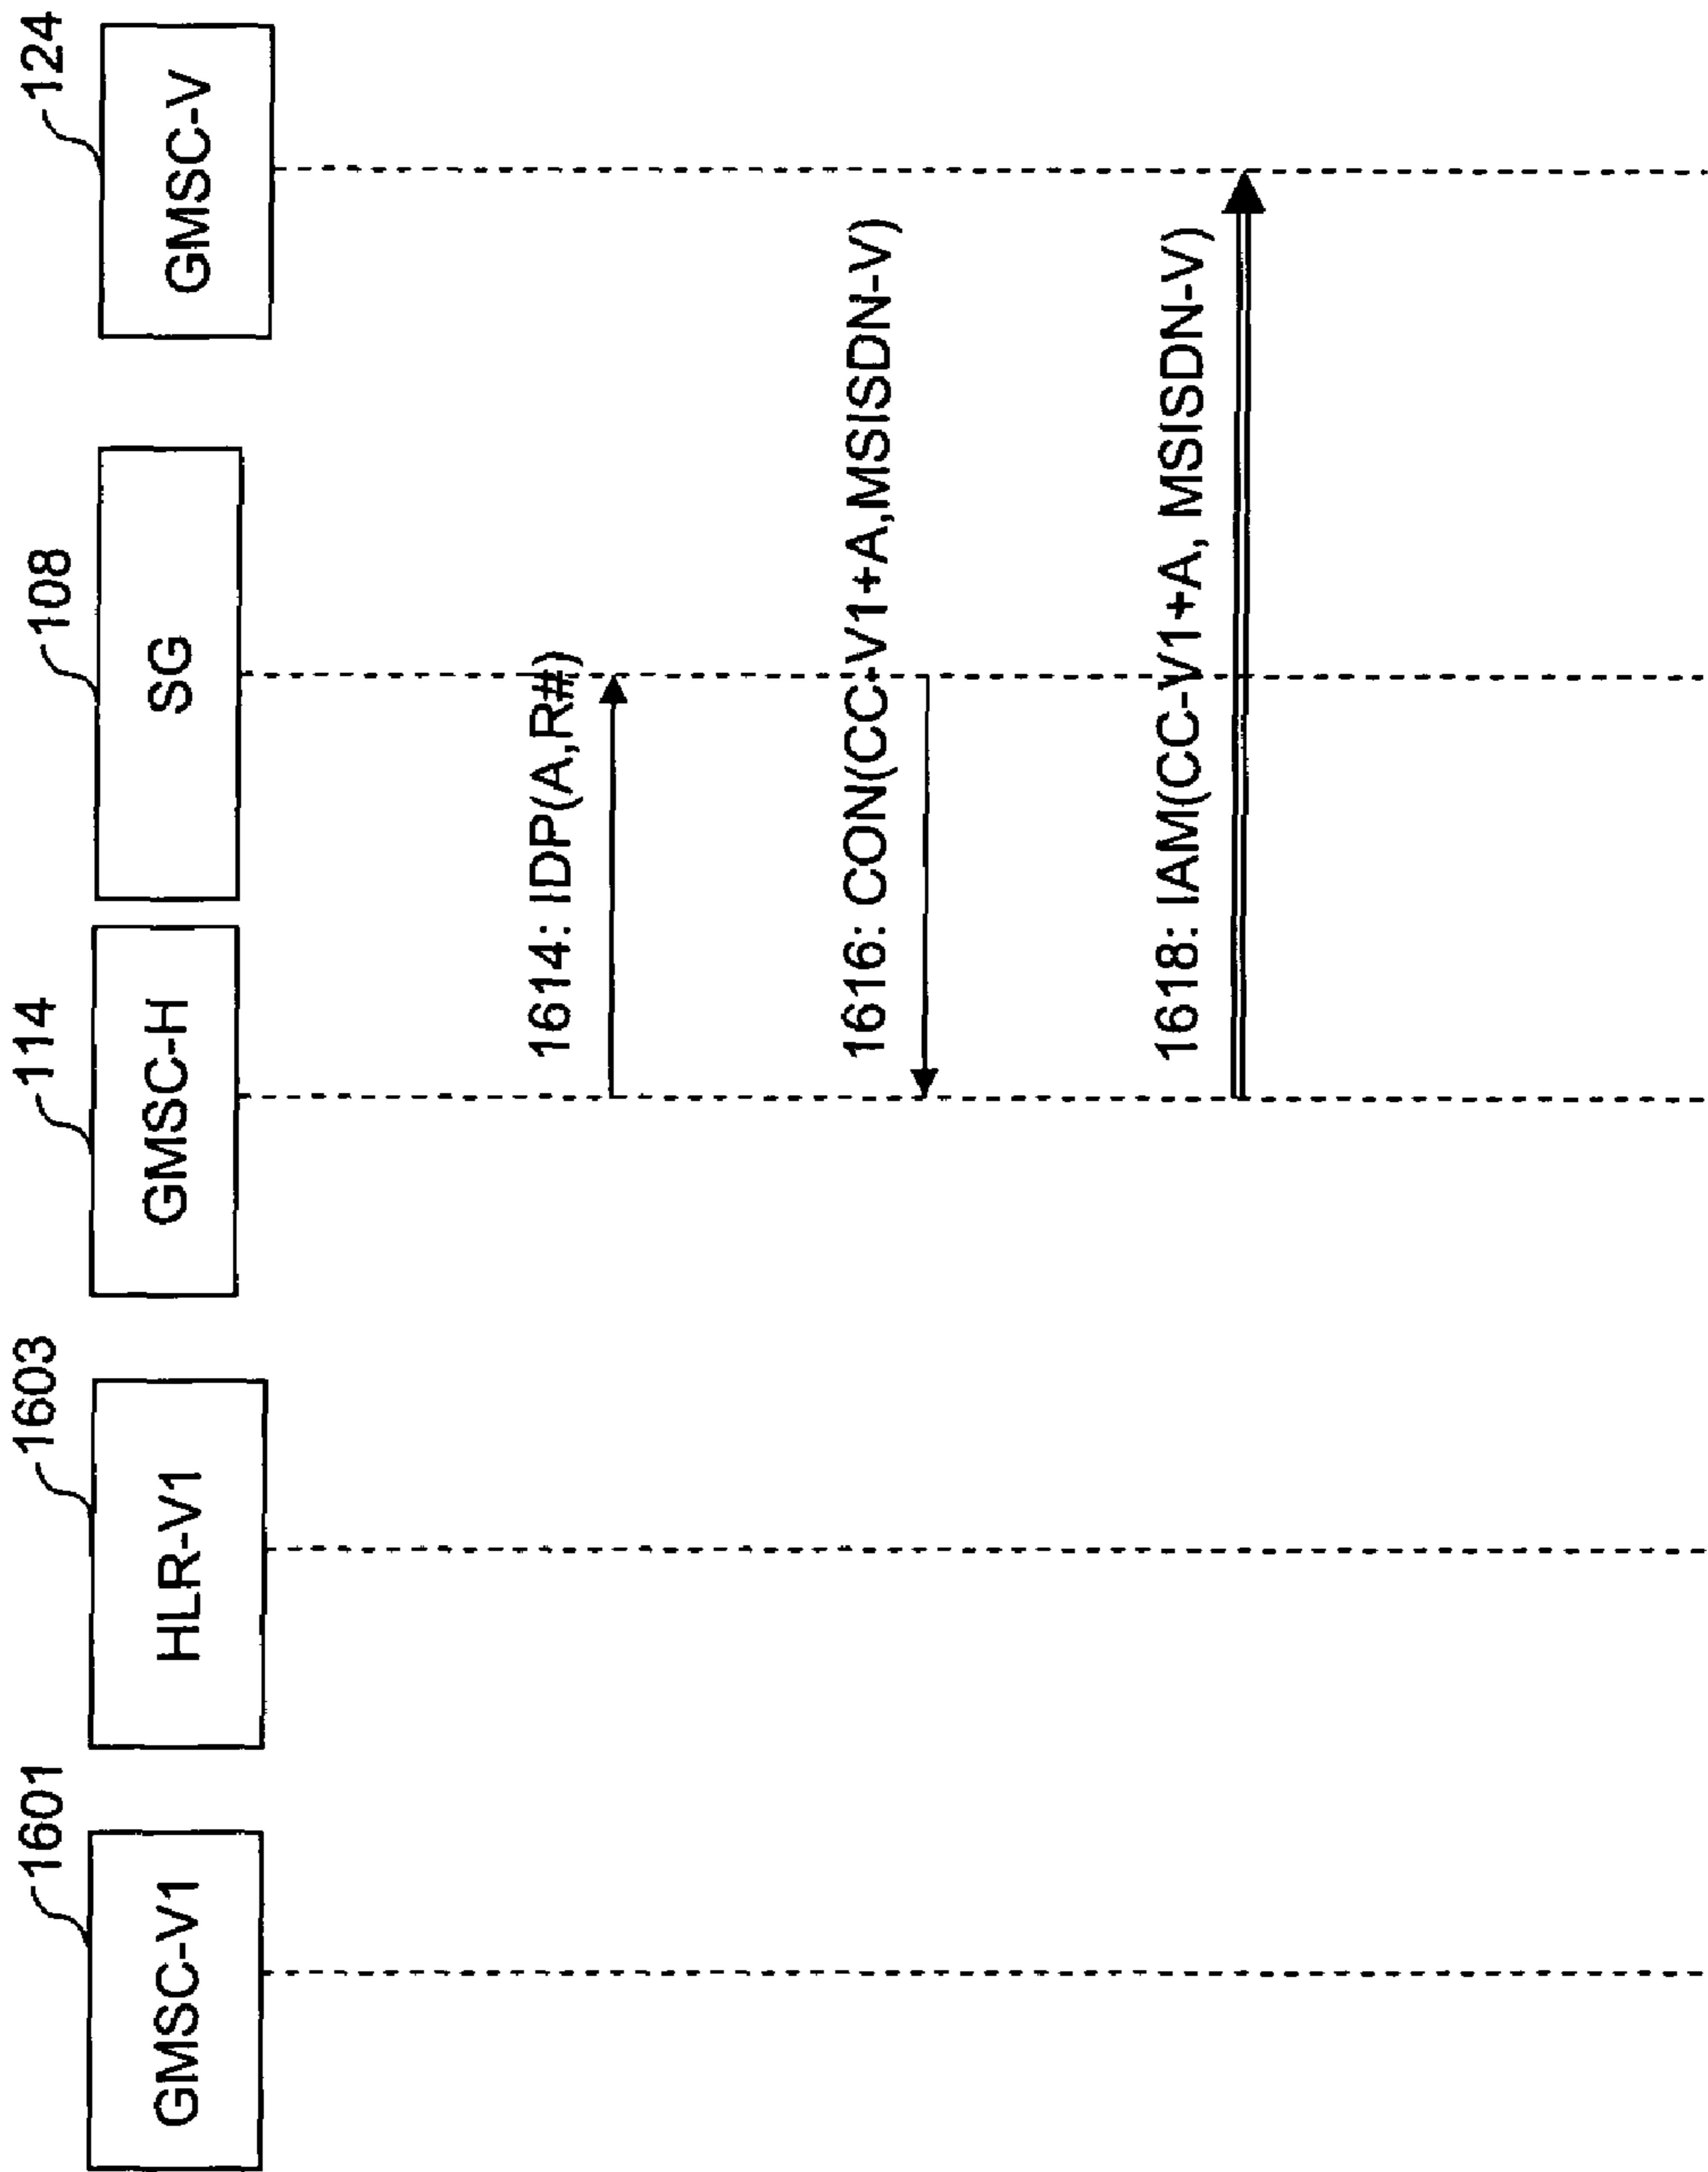 1601
1603
114
108
124
GMSC-V1
HLR-V1
GMSC-H
SG
GMSC-V
1614: IDP(A,R#)
1616: CON(CC-V1+A,MSISDN-V)
1618: IAM(CC-V1+A, MSISDN-V)